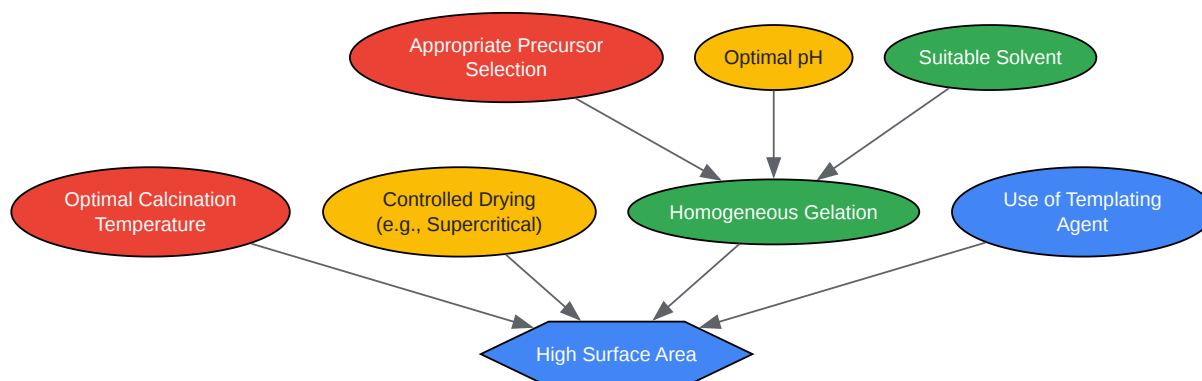 Appropriate Precursor
Selection
Optimal pH
Suitable Solvent
Optimal Calcination
Temperature
Controlled Drying
(e.g., Supercritical)
Homogeneous Gelation
Use of Templating
Agent
High Surface Area